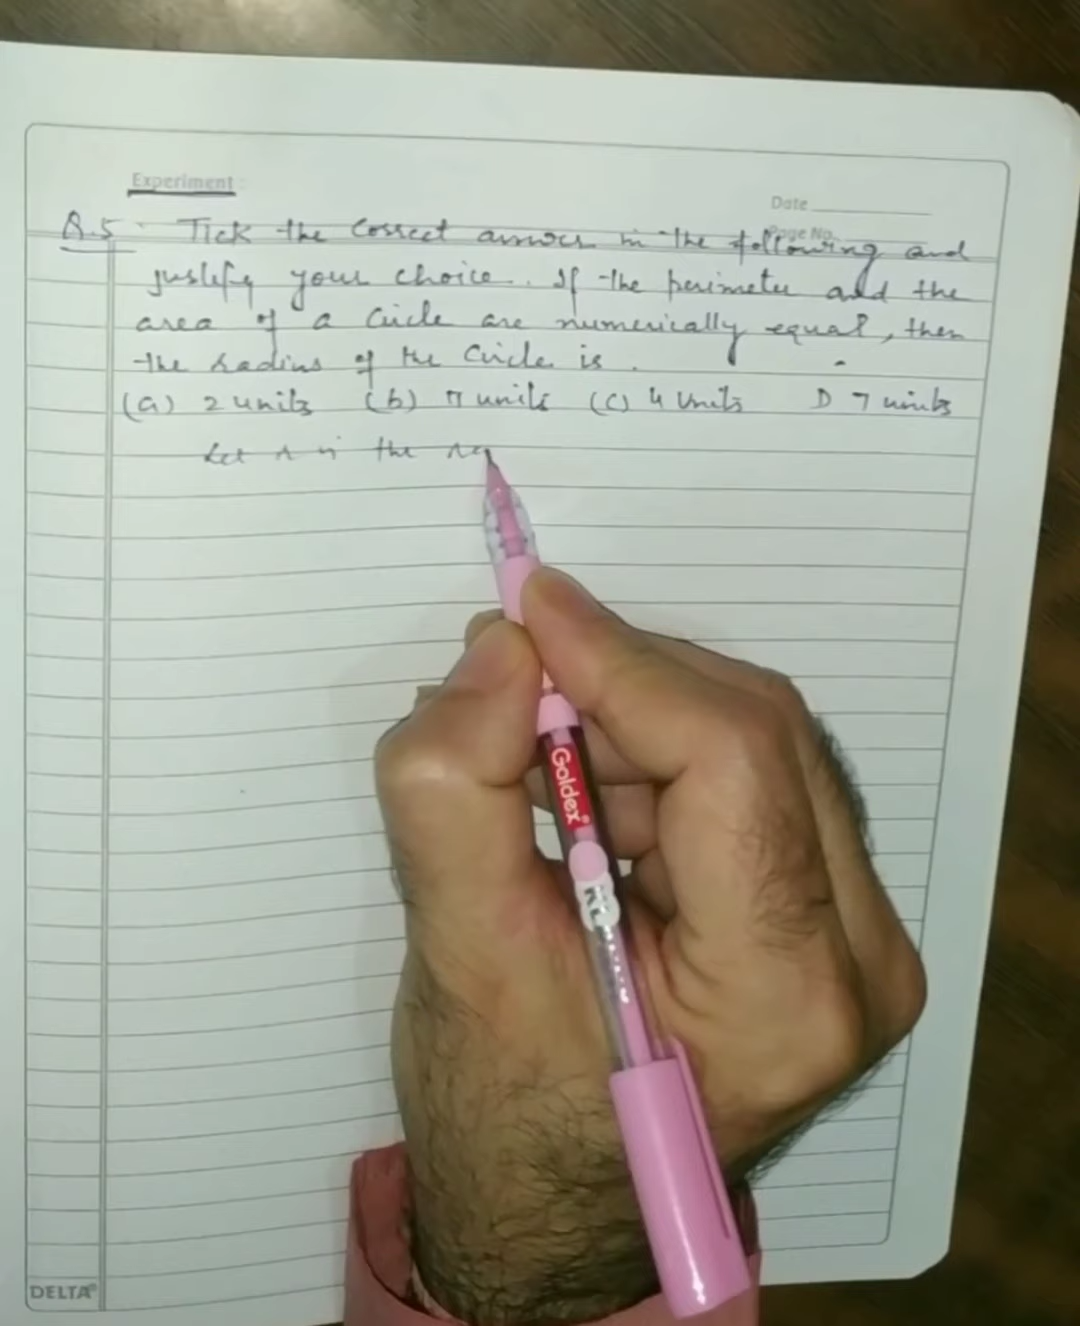 Experiment :
Date
Page No.
Q.5 Tick the correct answer in the following and
justify your choice. If the perimeter and the
area of a circle are numerically equal, then
the radius of the circle is .
(a) 2 units (b) π units (c) 4 units D 7 units
Let r is the
Goldex
DELTA